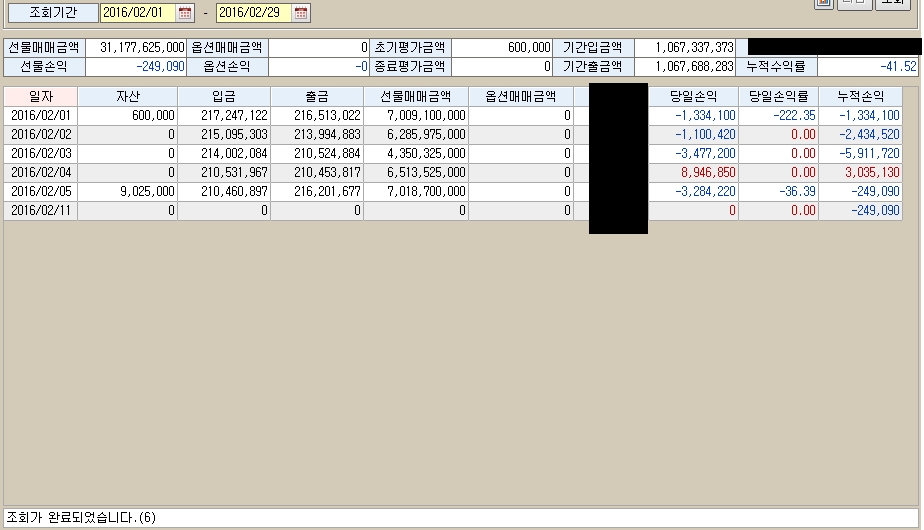 조회기간 2016/02/01 - 2016/02/29 조회
선물매매금액 31,177,625,000 옵션매매금액 0 초기평가금액 600,000 기간입금액 1,067,337,373
선물손익 -249,090 옵션손익 -0 종료평가금액 0 기간출금액 1,067,688,283 누적수익률 -41.52
일자 자산 입금 출금 선물매매금액 옵션매매금액 당일손익 당일손익률 누적손익
2016/02/01 600,000 217,247,122 216,513,022 7,009,100,000 0 -1,334,100 -222.35 -1,334,100
2016/02/02 0 215,095,303 213,994,883 6,285,975,000 0 -1,100,420 0.00 -2,434,520
2016/02/03 0 214,002,084 210,524,884 4,350,325,000 0 -3,477,200 0.00 -5,911,720
2016/02/04 0 210,531,967 210,453,817 6,513,525,000 0 8,946,850 0.00 3,035,130
2016/02/05 9,025,000 210,460,897 216,201,677 7,018,700,000 0 -3,284,220 -36.39 -249,090
2016/02/11 0 0 0 0 0 0 0.00 -249,090
조회가 완료되었습니다.(6)